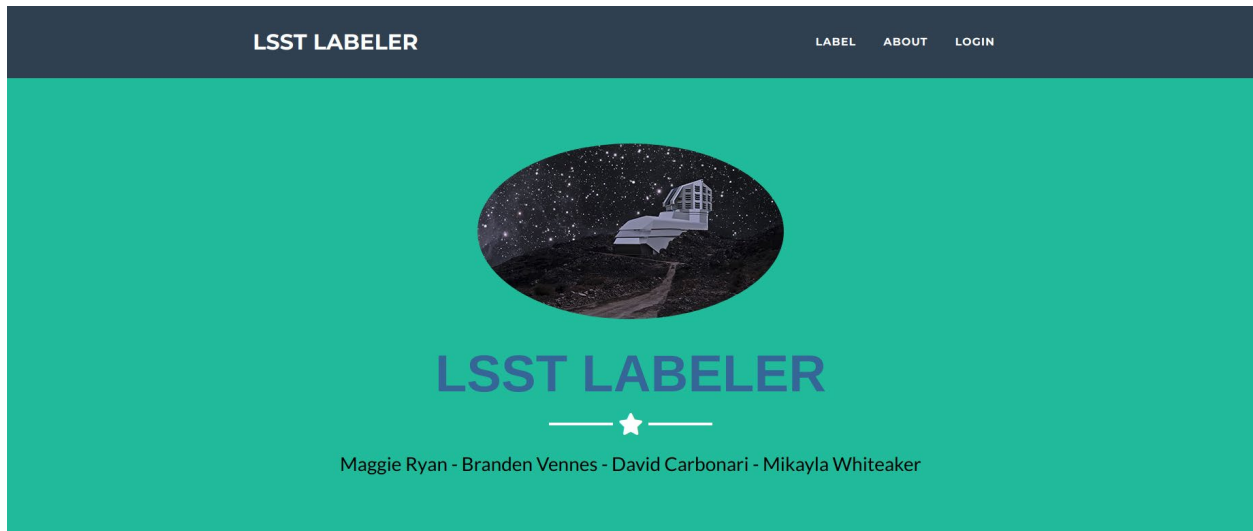 LSST LABELER
LABEL ABOUT LOGIN
LSST LABELER
Maggie Ryan - Branden Vennes - David Carbonari - Mikayla Whiteaker